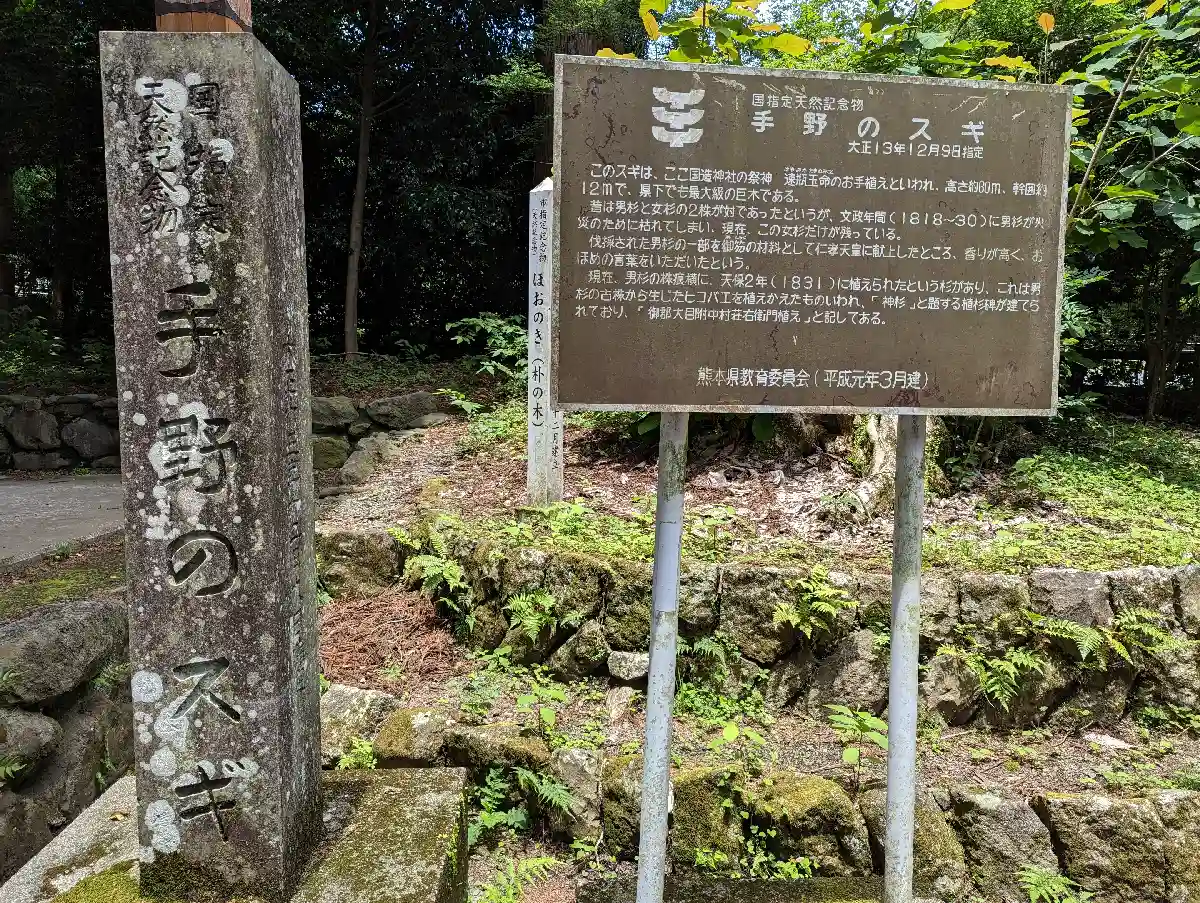 国指定
天然記念物
手野のスギ
市指定記念物
(天然記念物)
ほおのき(朴の木)
国指定天然記念物
手野のスギ
大正13年12月9日指定
このスギは、ここ国造神社の祭神 速瓶玉命のお手植えといわれ、高さ約60m、幹囲約
12mで、県下でも最大級の巨木である。
昔は男杉と女杉の2株が対であったというが、文政年間(1818~30)に男杉が火
災のために枯れてしまい、現在、この女杉だけが残っている。
伐採された男杉の一部を御笏の材料として仁孝天皇に献上したところ、香りが高く、お
ほめの言葉をいただいたという。
現在、男杉の株痕横に、天保2年(1831)に植えられたという杉があり、これは男
杉の古株から生じたヒコバエを植えかえたものいわれ、「神杉」と題する植杉碑が建てら
れており、「御郡大目附中村荘右衛門植え」と記してある。
熊本県教育委員会(平成元年3月建)